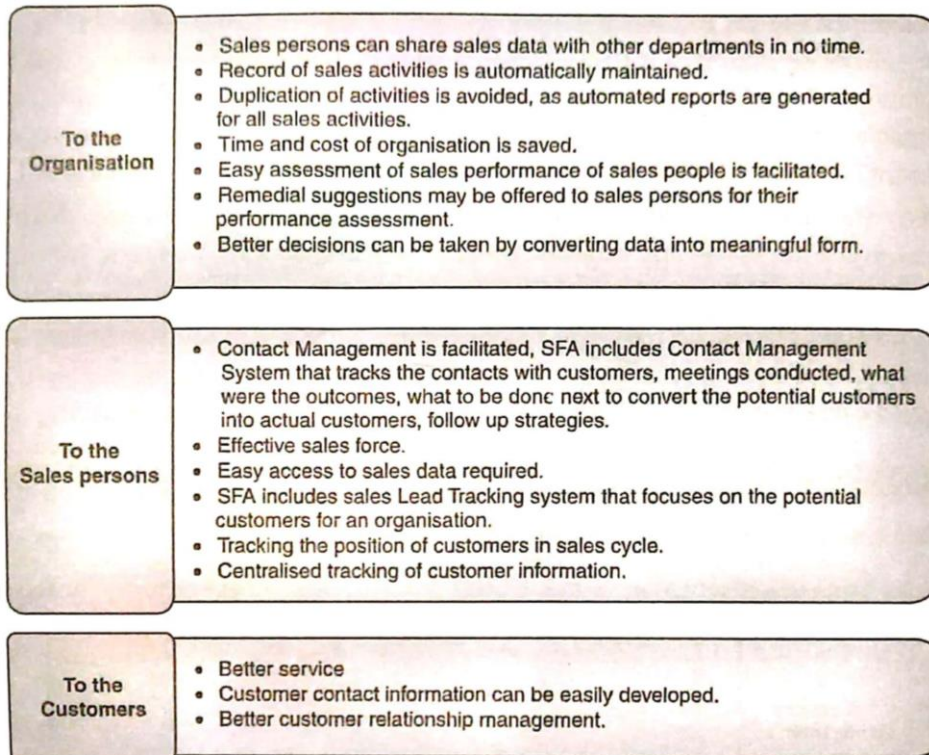 To the
Organisation
• Sales persons can share sales data with other departments in no time.
• Record of sales activities is automatically maintained.
• Duplication of activities is avoided, as automated reports are generated
for all sales activities.
• Time and cost of organisation is saved.
• Easy assessment of sales performance of sales people is facilitated.
• Remedial suggestions may be offered to sales persons for their
performance assessment.
• Better decisions can be taken by converting data into meaningful form.
To the
Sales persons
• Contact Management is facilitated, SFA includes Contact Management
System that tracks the contacts with customers, meetings conducted, what
were the outcomes, what to be done next to convert the potential customers
into actual customers, follow up strategies.
• Effective sales force.
• Easy access to sales data required.
• SFA includes sales Lead Tracking system that focuses on the potential
customers for an organisation.
• Tracking the position of customers in sales cycle.
• Centralised tracking of customer information.
To the
Customers
• Better service
• Customer contact information can be easily developed.
• Better customer relationship management.